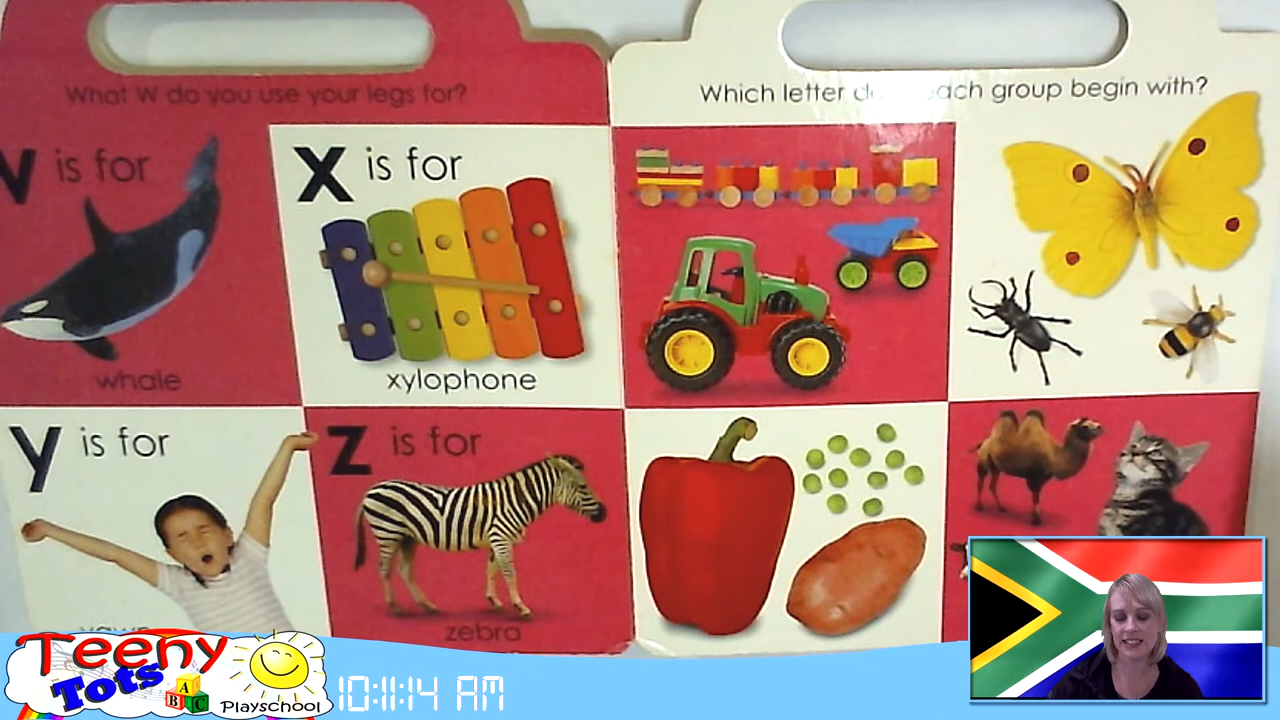 What W do you use your legs for?
w is for
whale
x is for
xylophone
y is for
yawn
z is for
zebra
Which letter each group begin with?
Teeny
Tots
A
B C
Playschool
10:11:14 AM